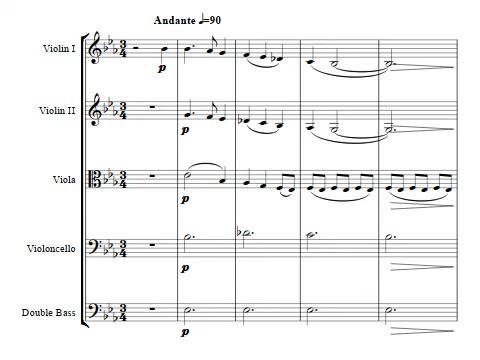 Andante ♩=90
Violin I
p
Violin II
p
Viola
p
Violoncello
p
Double Bass
p